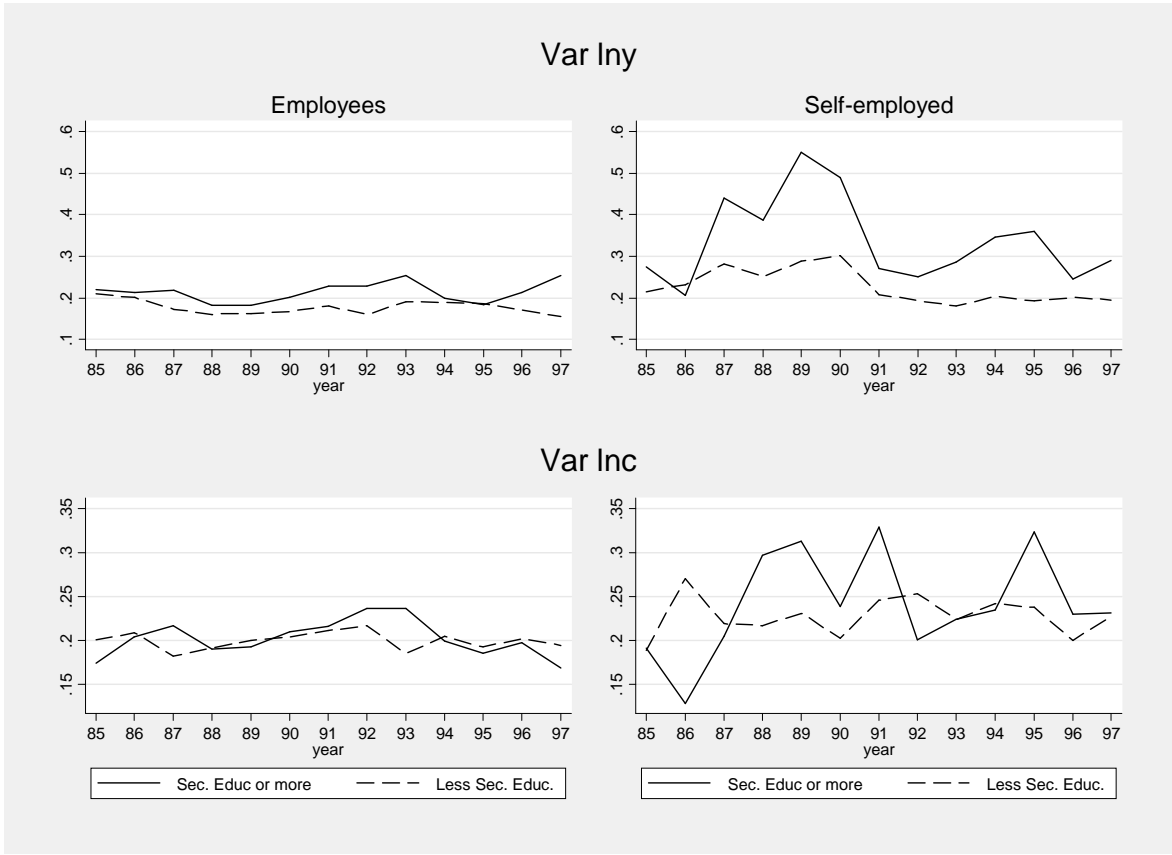 Var lny
Employees
Self-employed
.6
.5
.4
.3
.2
.1
85 86 87 88 89 90 91 92 93 94 95 96 97
year
.6
.5
.4
.3
.2
.1
85 86 87 88 89 90 91 92 93 94 95 96 97
year
Var lnc
.35
.3
.25
.2
.15
85 86 87 88 89 90 91 92 93 94 95 96 97
year
.35
.3
.25
.2
.15
85 86 87 88 89 90 91 92 93 94 95 96 97
year
Sec. Educ or more Less Sec. Educ.
Sec. Educ or more Less Sec. Educ.